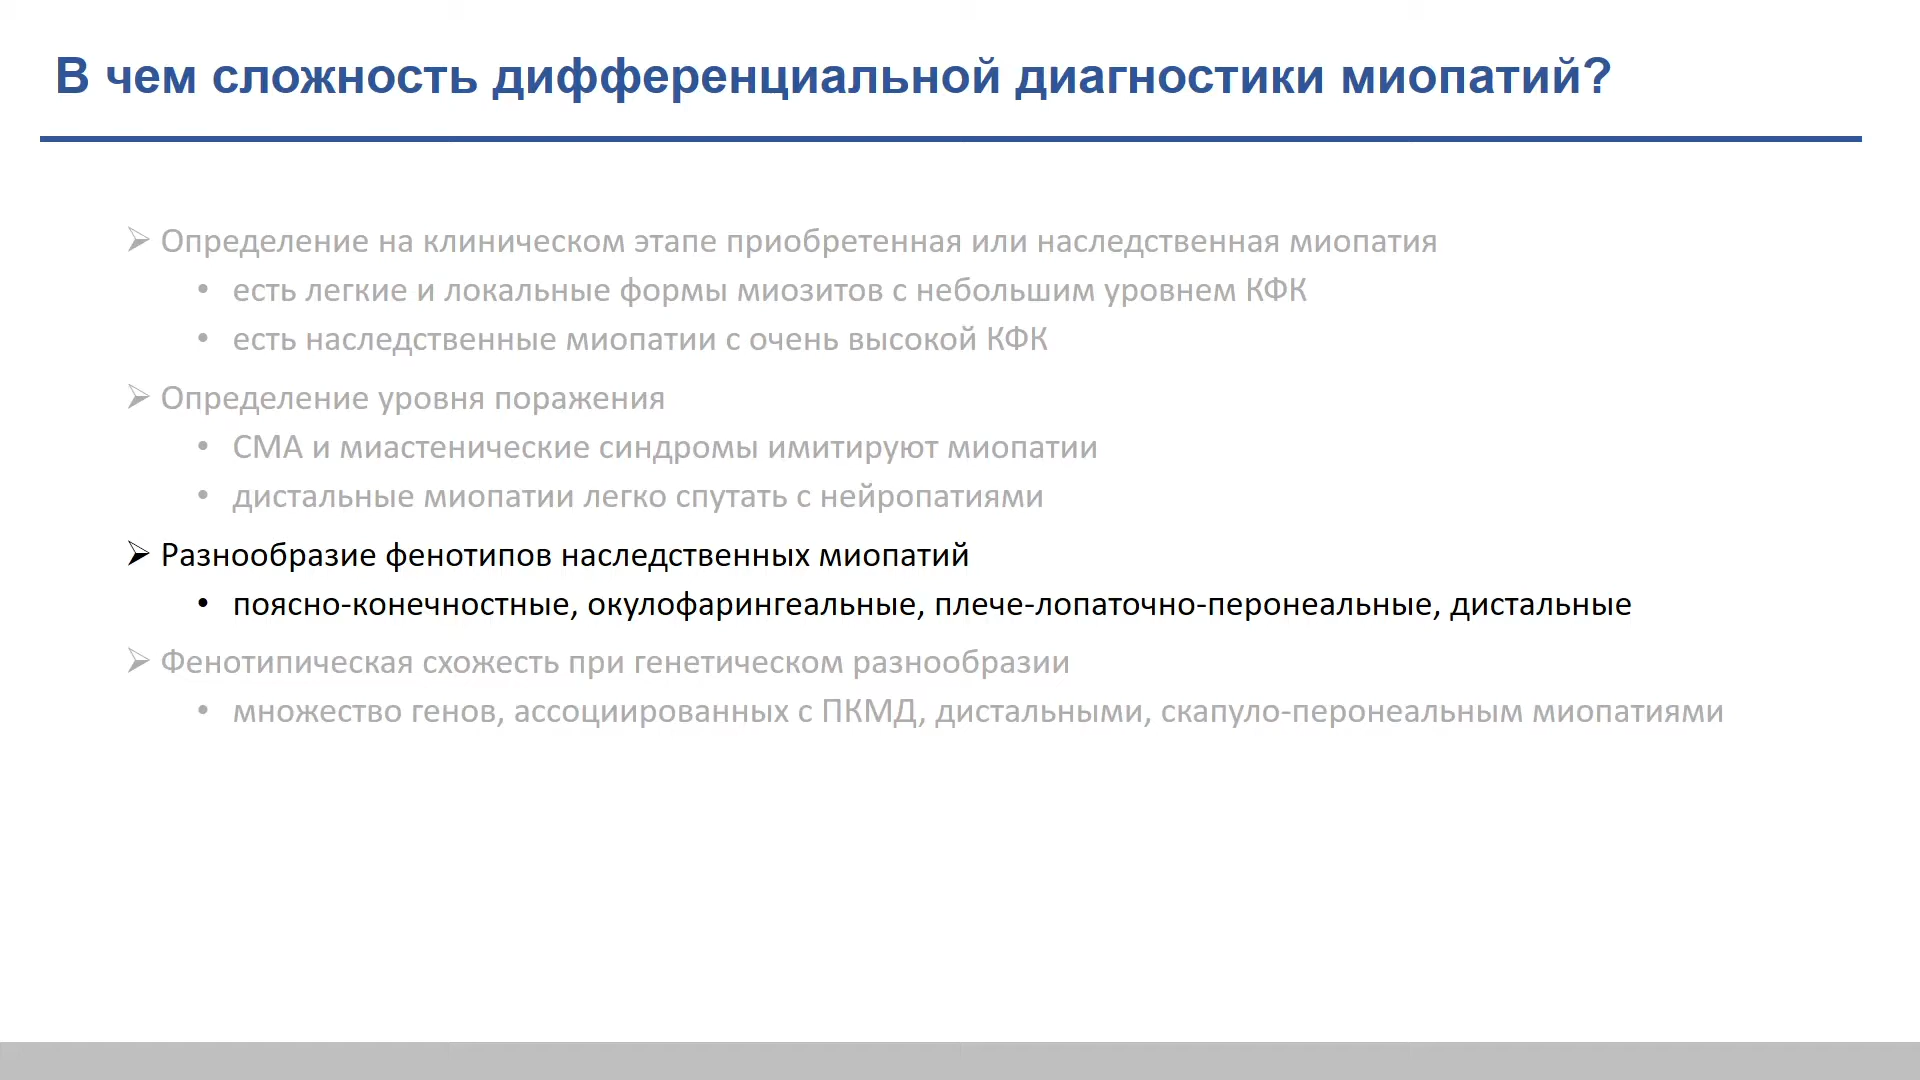 В чем сложность дифференциальной диагностики миопатий?
➢ Определение на клиническом этапе приобретенная или наследственная миопатия
• есть легкие и локальные формы миозитов с небольшим уровнем КФК
• есть наследственные миопатии с очень высокой КФК
➢ Определение уровня поражения
• СМА и миастенические синдромы имитируют миопатии
• дистальные миопатии легко спутать с нейропатиями
➢ Разнообразие фенотипов наследственных миопатий
• поясно-конечностные, окулофарингеальные, плече-лопаточно-перонеальные, дистальные
➢ Фенотипическая схожесть при генетическом разнообразии
• множество генов, ассоциированных с ПКМД, дистальными, скапуло-перонеальным миопатиями